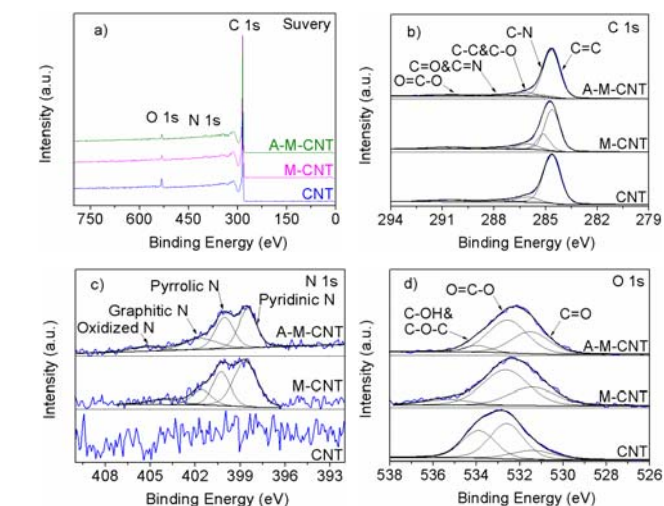 a)
C 1s
Suvery
O 1s
N 1s
A-M-CNT
M-CNT
CNT
Intensity (a.u.)
750 600 450 300 150 0
Binding Energy (eV)
b)
C 1s
C-N
C-C&C-O
C=C
C=O&C=N
O=C-O
A-M-CNT
M-CNT
CNT
Intensity (a.u.)
294 291 288 285 282 279
Binding Energy (eV)
c)
N 1s
Pyrrolic N
Graphitic N
Pyridinic N
Oxidized N
A-M-CNT
M-CNT
CNT
Intensity (a.u.)
408 405 402 399 396 393
Binding Energy (eV)
d)
O 1s
O=C-O
C-OH&
C-O-C
C=O
A-M-CNT
M-CNT
CNT
Intensity (a.u.)
538 536 534 532 530 528 526
Binding Energy (eV)